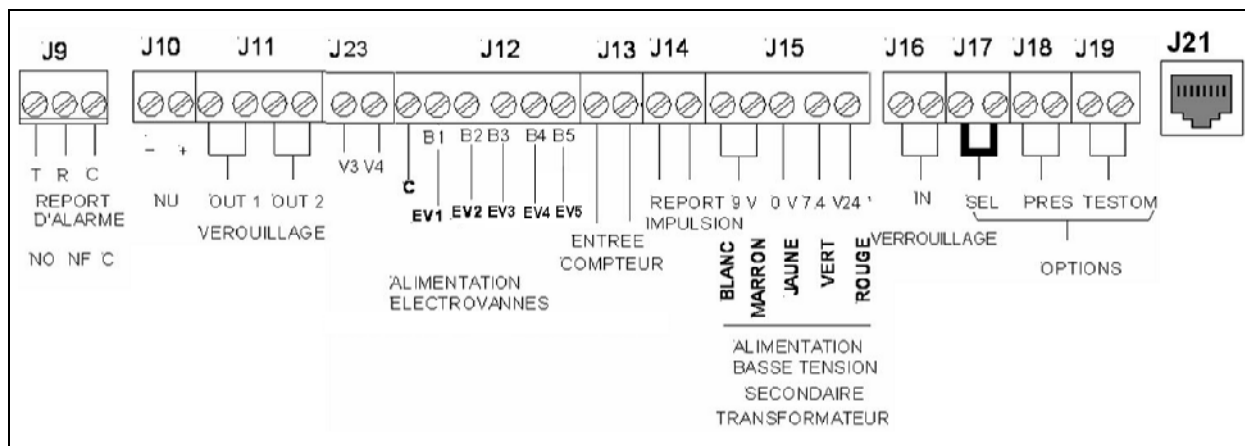 J9 J10 J11 J23 J12 J13 J14 J15 J16 J17 J18 J19 J21
B1 B2 B3 B4 B5
- + V3 V4
T R C
C
REPORT
D'ALARME
NU OUT 1 OUT 2
EV1 EV2 EV3 EV4 EV5
REPORT
IMPULSION
9 V 0 V 7.4 V24 V
IN SEL PRES TESTOM
VEROUILLAGE
ENTREE
COMPTEUR
VERROUILLAGE
NO NF C
OPTIONS
ALIMENTATION
ELECTROVANNES
BLANC
MARRON
JAUNE
VERT
ROUGE
ALIMENTATION
BASSE TENSION
SECONDAIRE
TRANSFORMATEUR